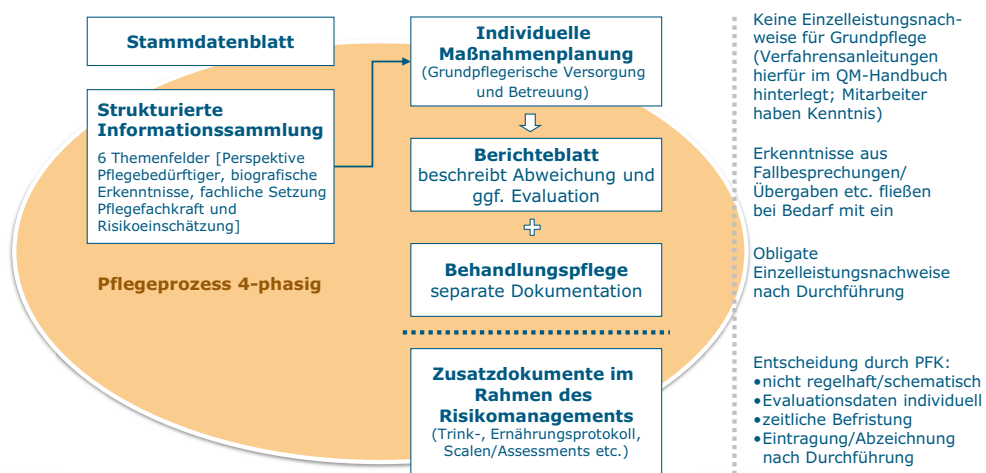 Stammdatenblatt
Strukturierte
Informationssammlung
6 Themenfelder [Perspektive
Pflegebedürftiger, biografische
Erkenntnisse, fachliche Setzung
Pflegefachkraft und
Risikoeinschätzung]
Pflegeprozess 4-phasig
Individuelle
Maßnahmenplanung
(Grundpflegerische Versorgung
und Betreuung)
Berichteblatt
beschreibt Abweichung und
ggf. Evaluation
Behandlungspflege
separate Dokumentation
Zusatzdokumente im
Rahmen des
Risikomanagements
(Trink-, Ernährungsprotokoll,
Scalen/Assessments etc.)
Keine Einzelleistungsnach-
weise für Grundpflege
(Verfahrensanleitungen
hierfür im QM-Handbuch
hinterlegt; Mitarbeiter
haben Kenntnis)
Erkenntnisse aus
Fallbesprechungen/
Übergaben etc. fließen
bei Bedarf mit ein
Obligate
Einzelleistungsnachweise
nach Durchführung
Entscheidung durch PFK:
•nicht regelhaft/schematisch
•Evaluationsdaten individuell
•zeitliche Befristung
•Eintragung/Abzeichnung
nach Durchführung